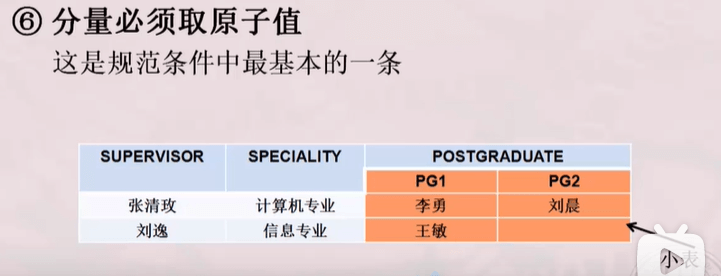 ⑥ 分量必须取原子值
这是规范条件中最基本的一条
SUPERVISOR SPECIALITY POSTGRADUATE
PG1 PG2
张清玫 计算机专业 李勇 刘晨
刘逸 信息专业 王敏
小表